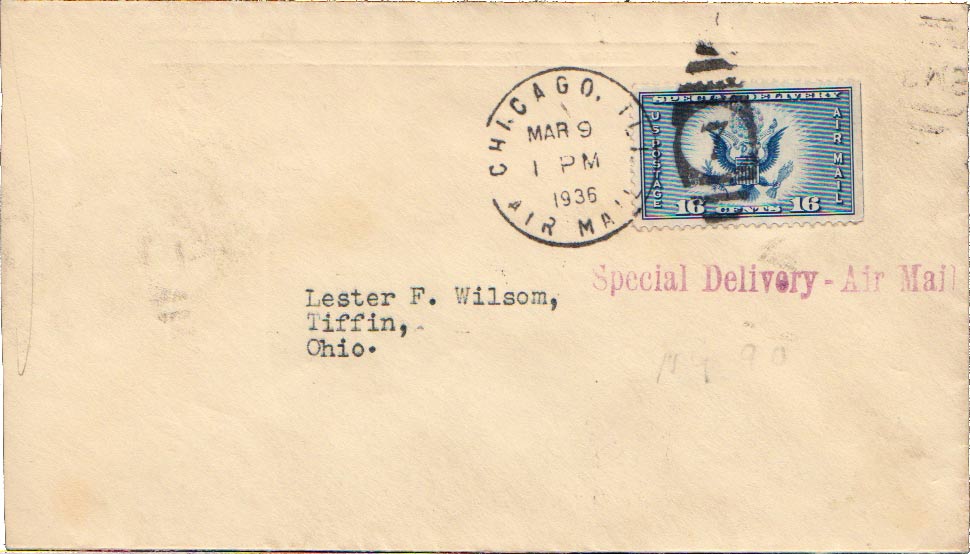 CHICAGO, ILL.
MAR 9
1 PM
1936
AIR MAIL
SPECIAL DELIVERY
U S POSTAGE
AIR MAIL
16 CENTS 16
Special Delivery - Air Mail
Lester F. Wilsom,
Tiffin,
Ohio.